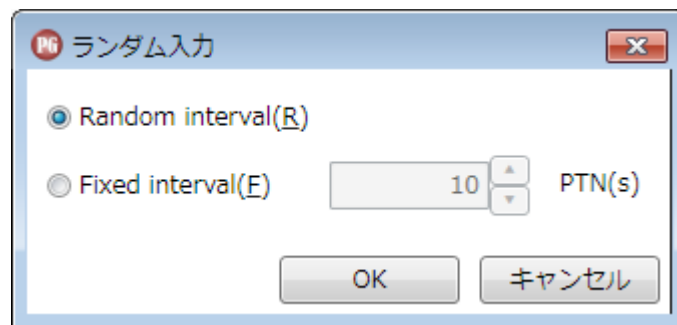 PG ランダム入力
Random interval(R)
Fixed interval(F) 10 PTN(s)
OK キャンセル